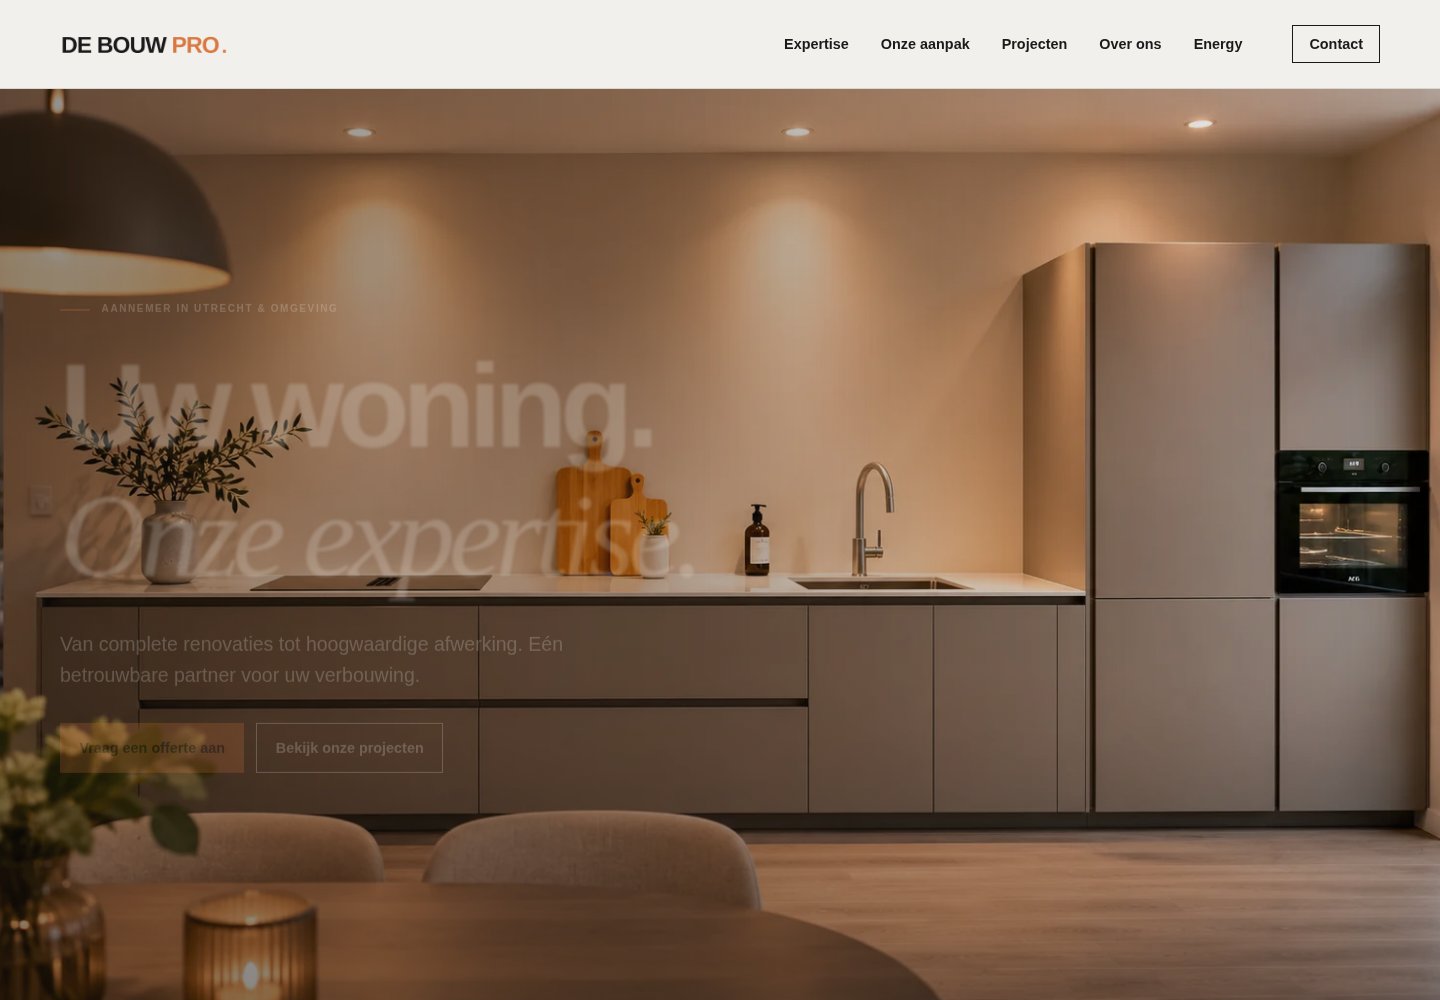 DE BOUW PRO.
Expertise
Onze aanpak
Projecten
Over ons
Energy
Contact
AANNEMER IN UTRECHT & OMGEVING
Uw woning.
Onze expertise.
Van complete renovaties tot hoogwaardige afwerking. Eén
betrouwbare partner voor uw verbouwing.
Vraag een offerte aan
Bekijk onze projecten
AEG